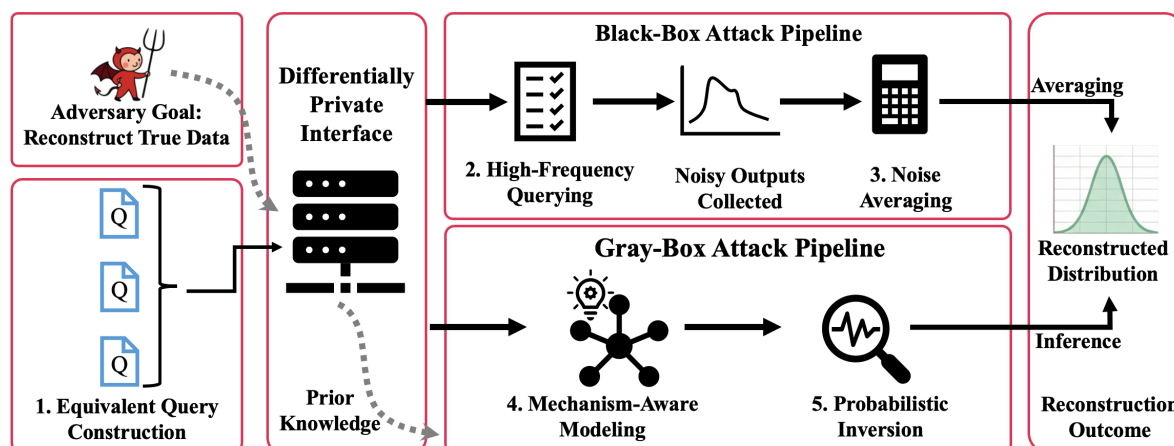 Adversary Goal:
Reconstruct True Data
Q
Q
Q
1. Equivalent Query
Construction
Differentially
Private
Interface
Prior
Knowledge
Black-Box Attack Pipeline
2. High-Frequency
Querying
Noisy Outputs
Collected
3. Noise
Averaging
Gray-Box Attack Pipeline
4. Mechanism-Aware
Modeling
5. Probabilistic
Inversion
Averaging
Reconstructed
Distribution
Inference
Reconstruction
Outcome